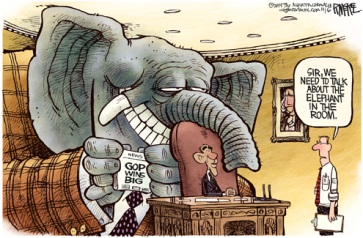 SIR, WE
NEED TO TALK
ABOUT THE
ELEPHANT
IN THE
ROOM.
NEWS
GOP
WINS
BIG